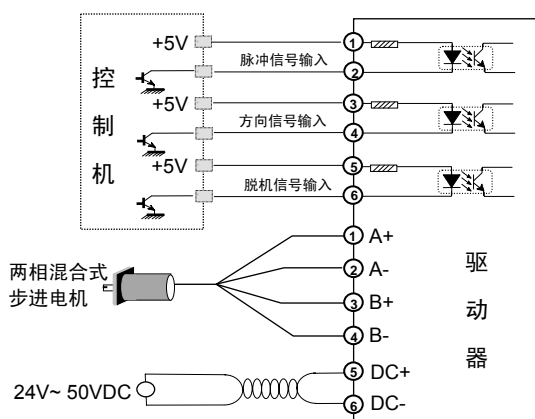 控制机
+5V
1
脉冲信号输入
2
+5V
3
方向信号输入
4
+5V
5
脱机信号输入
6
1 A+
两相混合式
步进电机
2 A-
3 B+
4 B-
驱动器
24V~ 50VDC
5 DC+
6 DC-